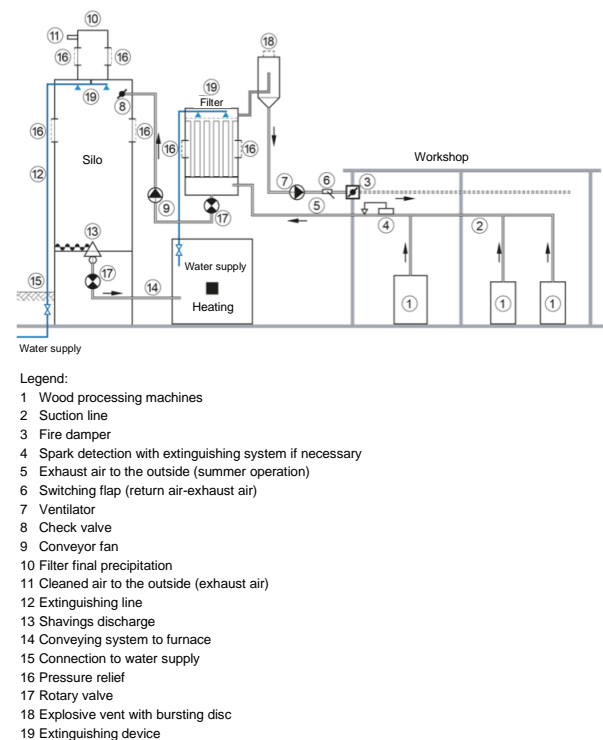 10
11
18
16
16
19
19
8
Filter
16
16
12
Silo
16
16
9
17
7
6
3
Workshop
5
4
2
13
17
15
14
Water supply
Heating
1
1
1
Water supply
Legend:
1 Wood processing machines
2 Suction line
3 Fire damper
4 Spark detection with extinguishing system if necessary
5 Exhaust air to the outside (summer operation)
6 Switching flap (return air-exhaust air)
7 Ventilator
8 Check valve
9 Conveyor fan
10 Filter final precipitation
11 Cleaned air to the outside (exhaust air)
12 Extinguishing line
13 Shavings discharge
14 Conveying system to furnace
15 Connection to water supply
16 Pressure relief
17 Rotary valve
18 Explosive vent with bursting disc
19 Extinguishing device